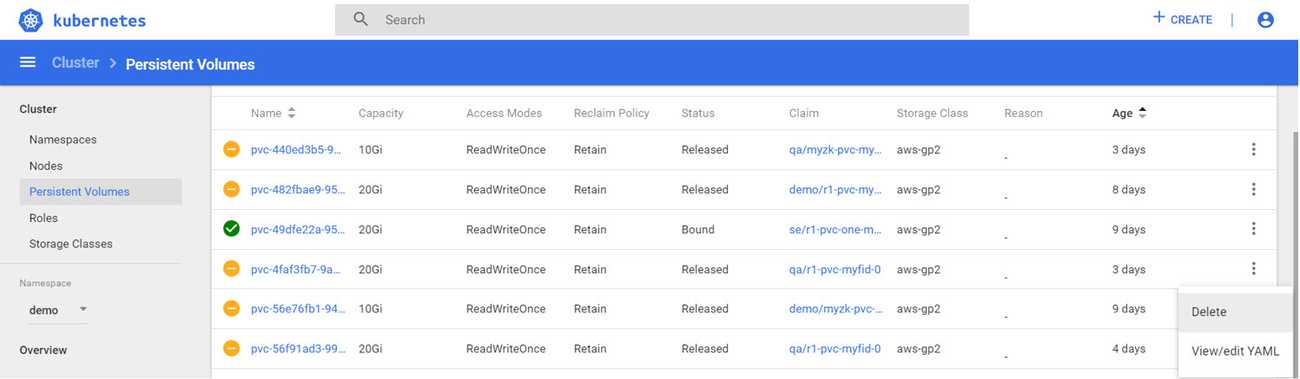 kubernetes
Search
+ CREATE |
Cluster > Persistent Volumes
Cluster
Namespaces
Nodes
Persistent Volumes
Roles
Storage Classes
Namespace
demo
Overview
Name Capacity Access Modes Reclaim Policy Status Claim Storage Class Reason Age
pvc-440ed3b5-9... 10Gi ReadWriteOnce Retain Released qa/myzk-pvc-my... aws-gp2 - 3 days
pvc-482fbae9-95... 20Gi ReadWriteOnce Retain Released demo/r1-pvc-my... aws-gp2 - 8 days
pvc-49dfe22a-95... 20Gi ReadWriteOnce Retain Bound se/r1-pvc-one-m... aws-gp2 - 9 days
pvc-4faf3fb7-9a... 20Gi ReadWriteOnce Retain Released qa/r1-pvc-myfid-0 aws-gp2 - 3 days
pvc-56e76fb1-94... 10Gi ReadWriteOnce Retain Released demo/myzk-pvc-... aws-gp2 - 9 days
pvc-56f91ad3-99... 20Gi ReadWriteOnce Retain Released qa/r1-pvc-myfid-0 aws-gp2 - 4 days
Delete
View/edit YAML